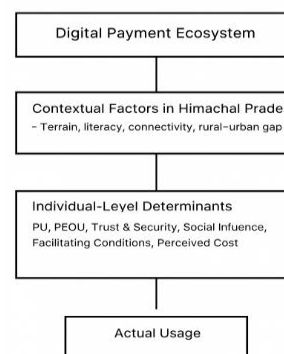 Digital Payment Ecosystem
Contextual Factors in Himachal Prade
– Terrain, literacy, connectivity, rural–urban gap
Individual-Level Determinants
PU, PEOU, Trust & Security, Social Infuence,
Facilitating Conditions, Perceived Cost
Actual Usage